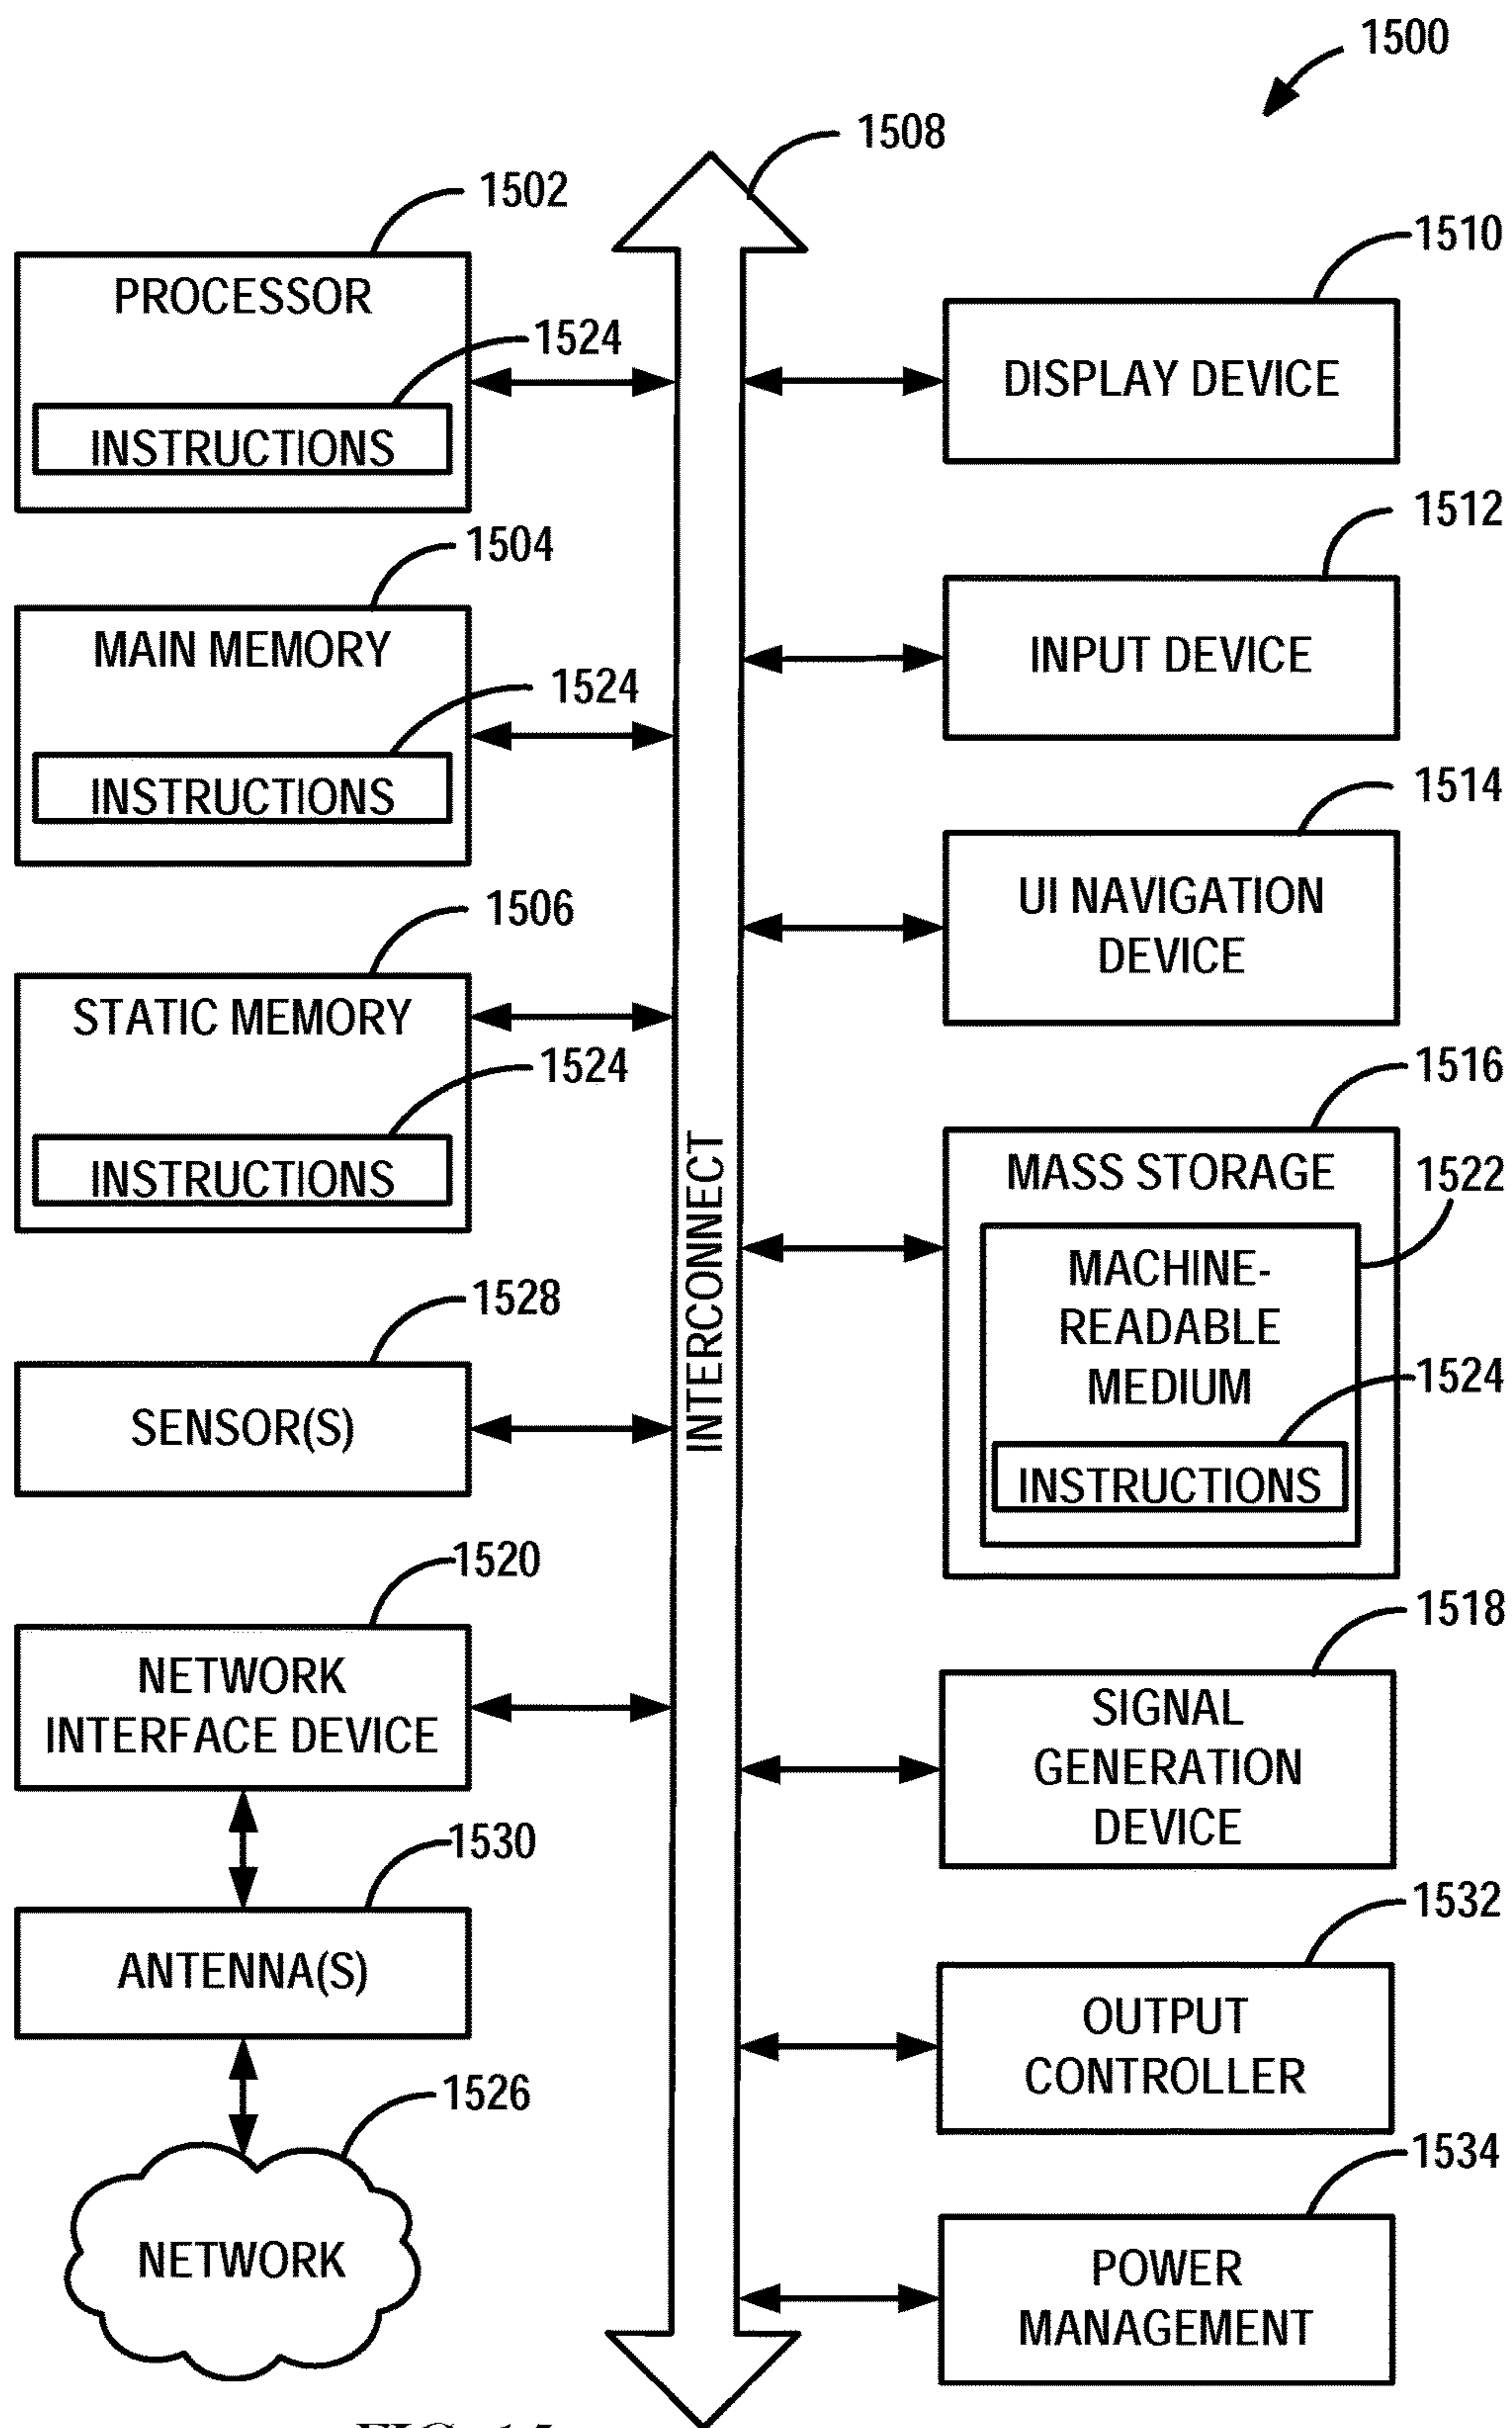 1500
1508
1502
PROCESSOR
1524
INSTRUCTIONS
1504
MAIN MEMORY
1524
INSTRUCTIONS
1506
STATIC MEMORY
1524
INSTRUCTIONS
1528
SENSOR(S)
1520
NETWORK
INTERFACE DEVICE
1530
ANTENNA(S)
1526
NETWORK
INTERCONNECT
1510
DISPLAY DEVICE
1512
INPUT DEVICE
1514
UI NAVIGATION
DEVICE
1516
MASS STORAGE
1522
MACHINE-
READABLE
MEDIUM
1524
INSTRUCTIONS
1518
SIGNAL
GENERATION
DEVICE
1532
OUTPUT
CONTROLLER
1534
POWER
MANAGEMENT